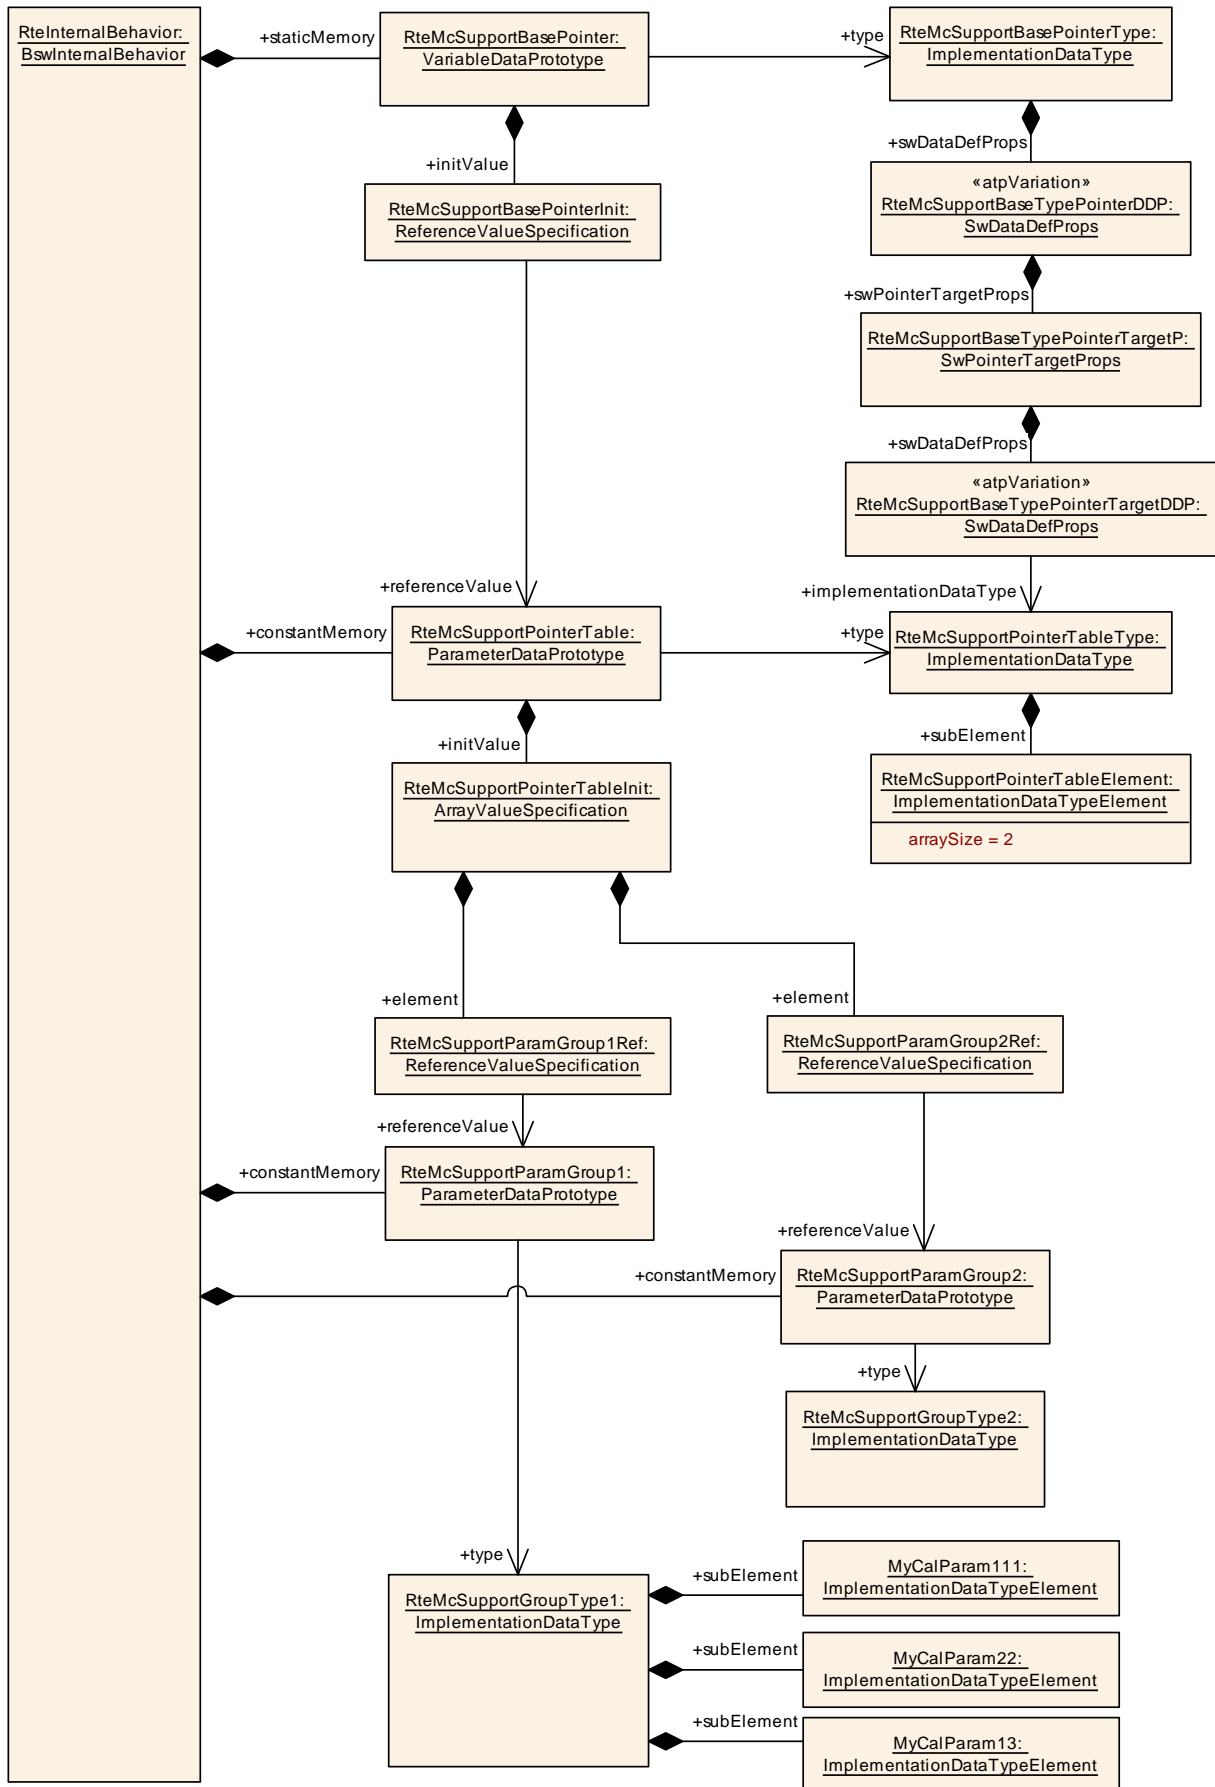 RteInternalBehavior:
BswInternalBehavior
+staticMemory
RteMcSupportBasePointer:
VariableDataPrototype
+type
RteMcSupportBasePointerType:
ImplementationDataType
+swDataDefProps
+initValue
RteMcSupportBasePointerInit:
ReferenceValueSpecification
«atpVariation»
RteMcSupportBaseTypePointerDDP:
SwDataDefProps
+swPointerTargetProps
RteMcSupportBaseTypePointerTargetP:
SwPointerTargetProps
+swDataDefProps
«atpVariation»
RteMcSupportBaseTypePointerTargetDDP:
SwDataDefProps
+referenceValue
+implementationDataType
+constantMemory
RteMcSupportPointerTable:
ParameterDataPrototype
+type
RteMcSupportPointerTableType:
ImplementationDataType
+initValue
+subElement
RteMcSupportPointerTableInit:
ArrayValueSpecification
RteMcSupportPointerTableElement:
ImplementationDataTypeElement
arraySize = 2
+element
+element
RteMcSupportParamGroup1Ref:
ReferenceValueSpecification
RteMcSupportParamGroup2Ref:
ReferenceValueSpecification
+referenceValue
+constantMemory
RteMcSupportParamGroup1:
ParameterDataPrototype
+referenceValue
+constantMemory
RteMcSupportParamGroup2:
ParameterDataPrototype
+type
RteMcSupportGroupType2:
ImplementationDataType
+type
RteMcSupportGroupType1:
ImplementationDataType
+subElement
MyCalParam111:
ImplementationDataTypeElement
+subElement
MyCalParam22:
ImplementationDataTypeElement
+subElement
MyCalParam13:
ImplementationDataTypeElement